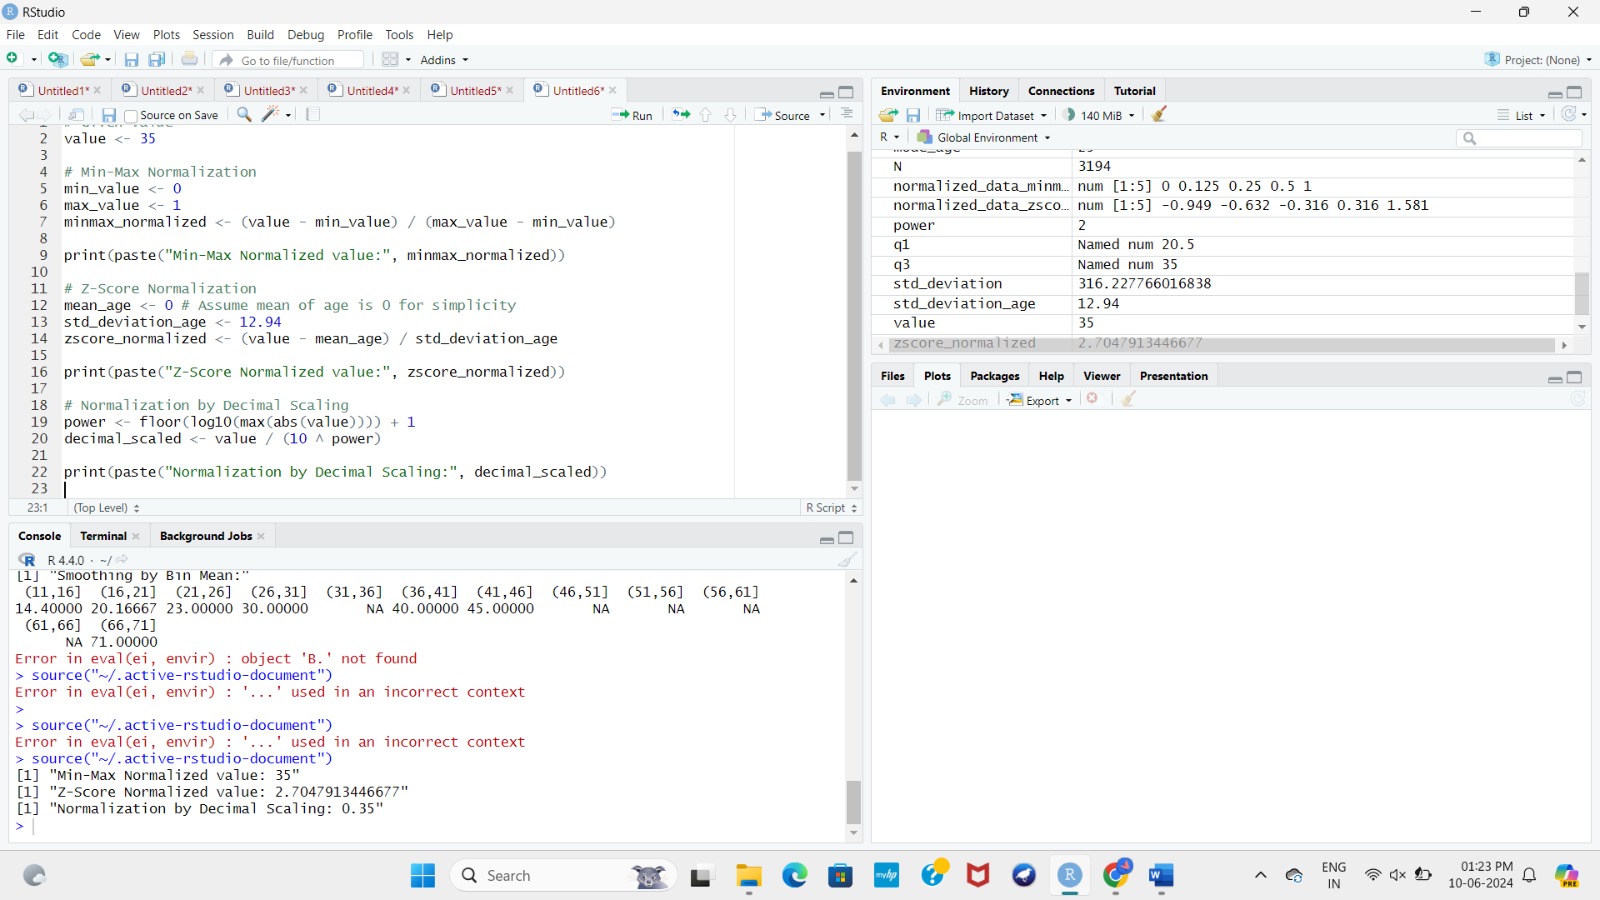 RStudio
File Edit Code View Plots Session Build Debug Profile Tools Help
Go to file/function
Addins
Project: (None)
Untitled1* Untitled2* Untitled3* Untitled4* Untitled5* Untitled6*
Source on Save
Run
Source
2 value <- 35
3
4 # Min-Max Normalization
5 min_value <- 0
6 max_value <- 1
7 minmax_normalized <- (value - min_value) / (max_value - min_value)
8
9 print(paste("Min-Max Normalized value:", minmax_normalized))
10
11 # Z-Score Normalization
12 mean_age <- 0 # Assume mean of age is 0 for simplicity
13 std_deviation_age <- 12.94
14 zscore_normalized <- (value - mean_age) / std_deviation_age
15
16 print(paste("Z-Score Normalized value:", zscore_normalized))
17
18 # Normalization by Decimal Scaling
19 power <- floor(log10(max(abs(value)))) + 1
20 decimal_scaled <- value / (10 ^ power)
21
22 print(paste("Normalization by Decimal Scaling:", decimal_scaled))
23
23:1 (Top Level) R Script
Console Terminal Background Jobs
R 4.4.0 · ~/
[1] "Smoothing by Bin Mean:"
(11,16] (16,21] (21,26] (26,31] (31,36] (36,41] (41,46] (46,51] (51,56] (56,61]
14.40000 20.16667 23.00000 30.00000 NA 40.00000 45.00000 NA NA NA
(61,66] (66,71]
NA 71.00000
Error in eval(ei, envir) : object 'B.' not found
> source("~/.active-rstudio-document")
Error in eval(ei, envir) : '...' used in an incorrect context
>
> source("~/.active-rstudio-document")
Error in eval(ei, envir) : '...' used in an incorrect context
> source("~/.active-rstudio-document")
[1] "Min-Max Normalized value: 35"
[1] "Z-Score Normalized value: 2.7047913446677"
[1] "Normalization by Decimal Scaling: 0.35"
>
Environment History Connections Tutorial
Import Dataset 140 MiB List
R Global Environment
N 3194
normalized_data_minm… num [1:5] 0 0.125 0.25 0.5 1
normalized_data_zsco… num [1:5] -0.949 -0.632 -0.316 0.316 1.581
power 2
q1 Named num 20.5
q3 Named num 35
std_deviation 316.227766016838
std_deviation_age 12.94
value 35
zscore_normalized 2.7047913446677
Files Plots Packages Help Viewer Presentation
Zoom Export
Search
myhp
ENG
IN
01:23 PM
10-06-2024
PRE